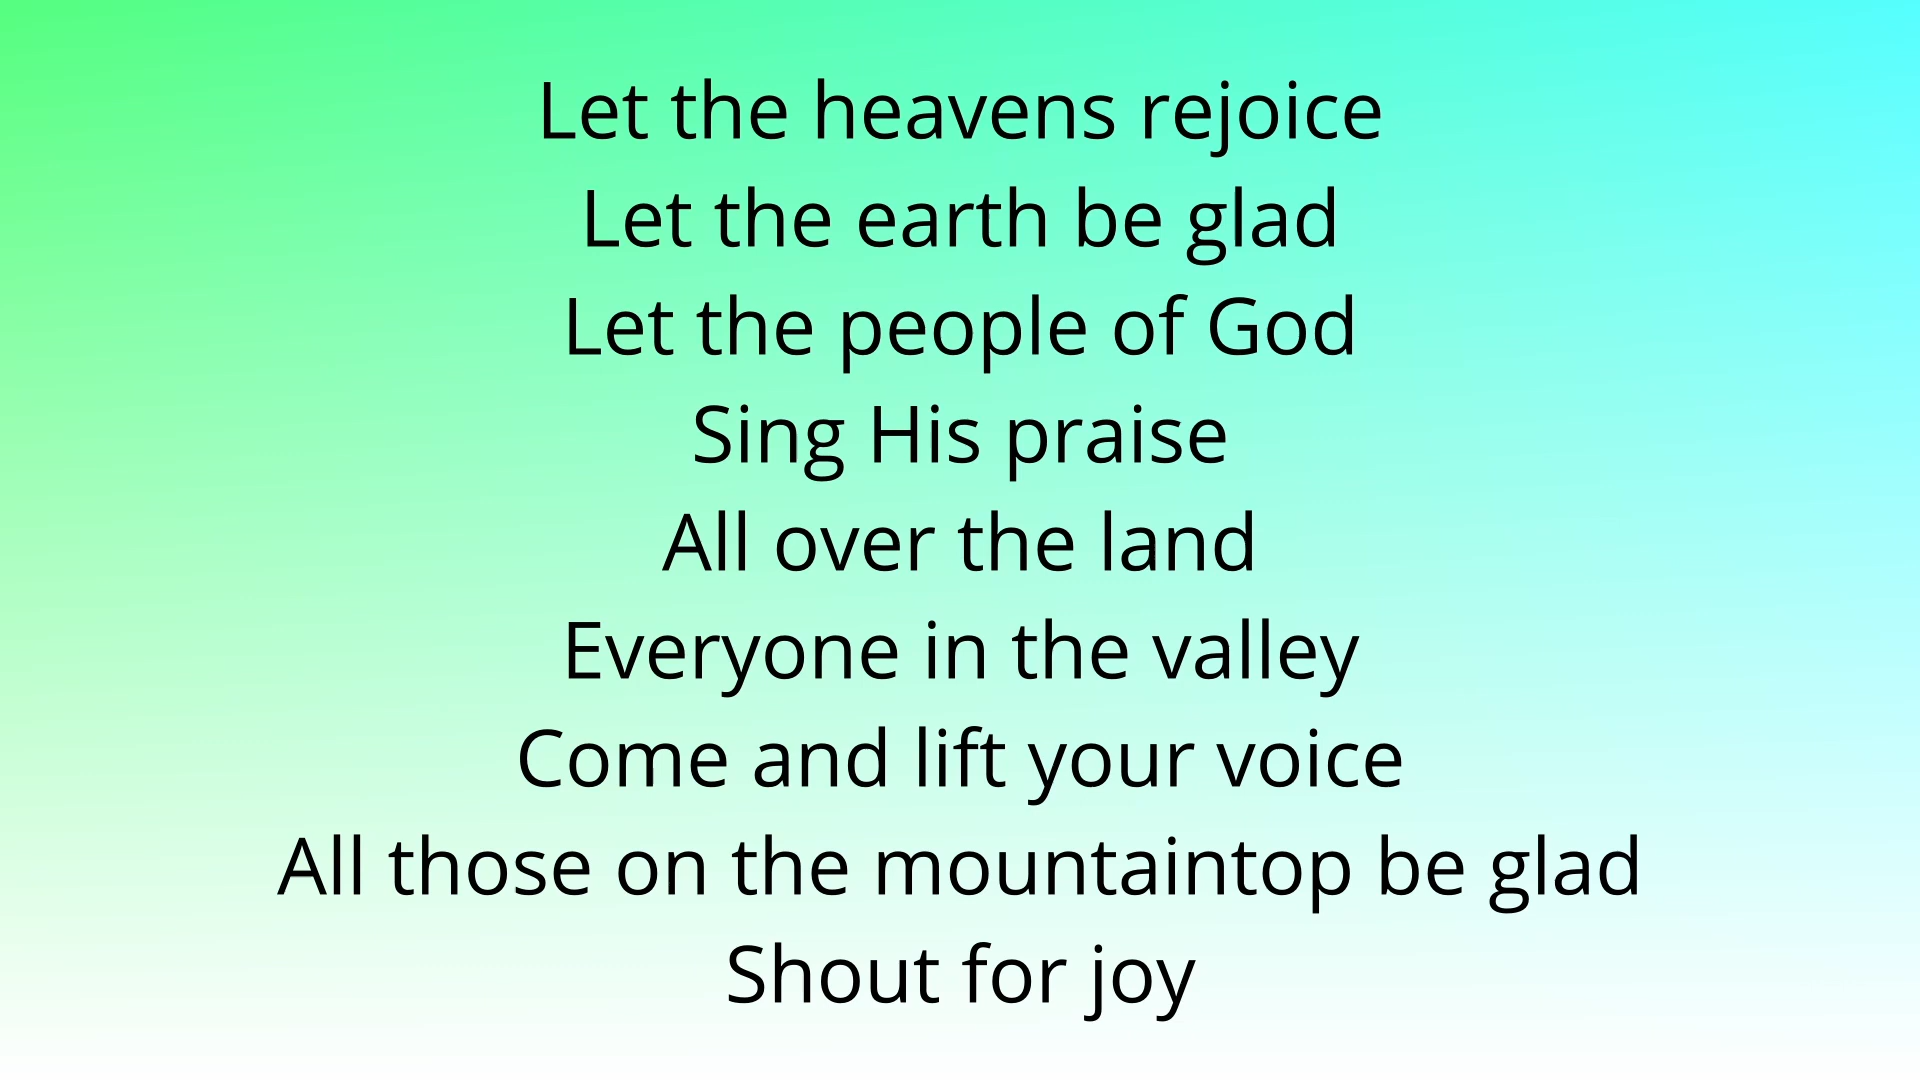 Let the heavens rejoice
Let the earth be glad
Let the people of God
Sing His praise
All over the land
Everyone in the valley
Come and lift your voice
All those on the mountaintop be glad
Shout for joy